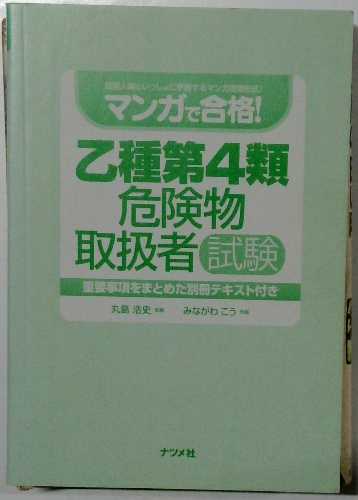 マンガで合格!
乙種第4類
危険物
取扱者 試験
重要事項をまとめた別冊テキスト付き
丸島 浩史 みながわ こう
ナツメ社